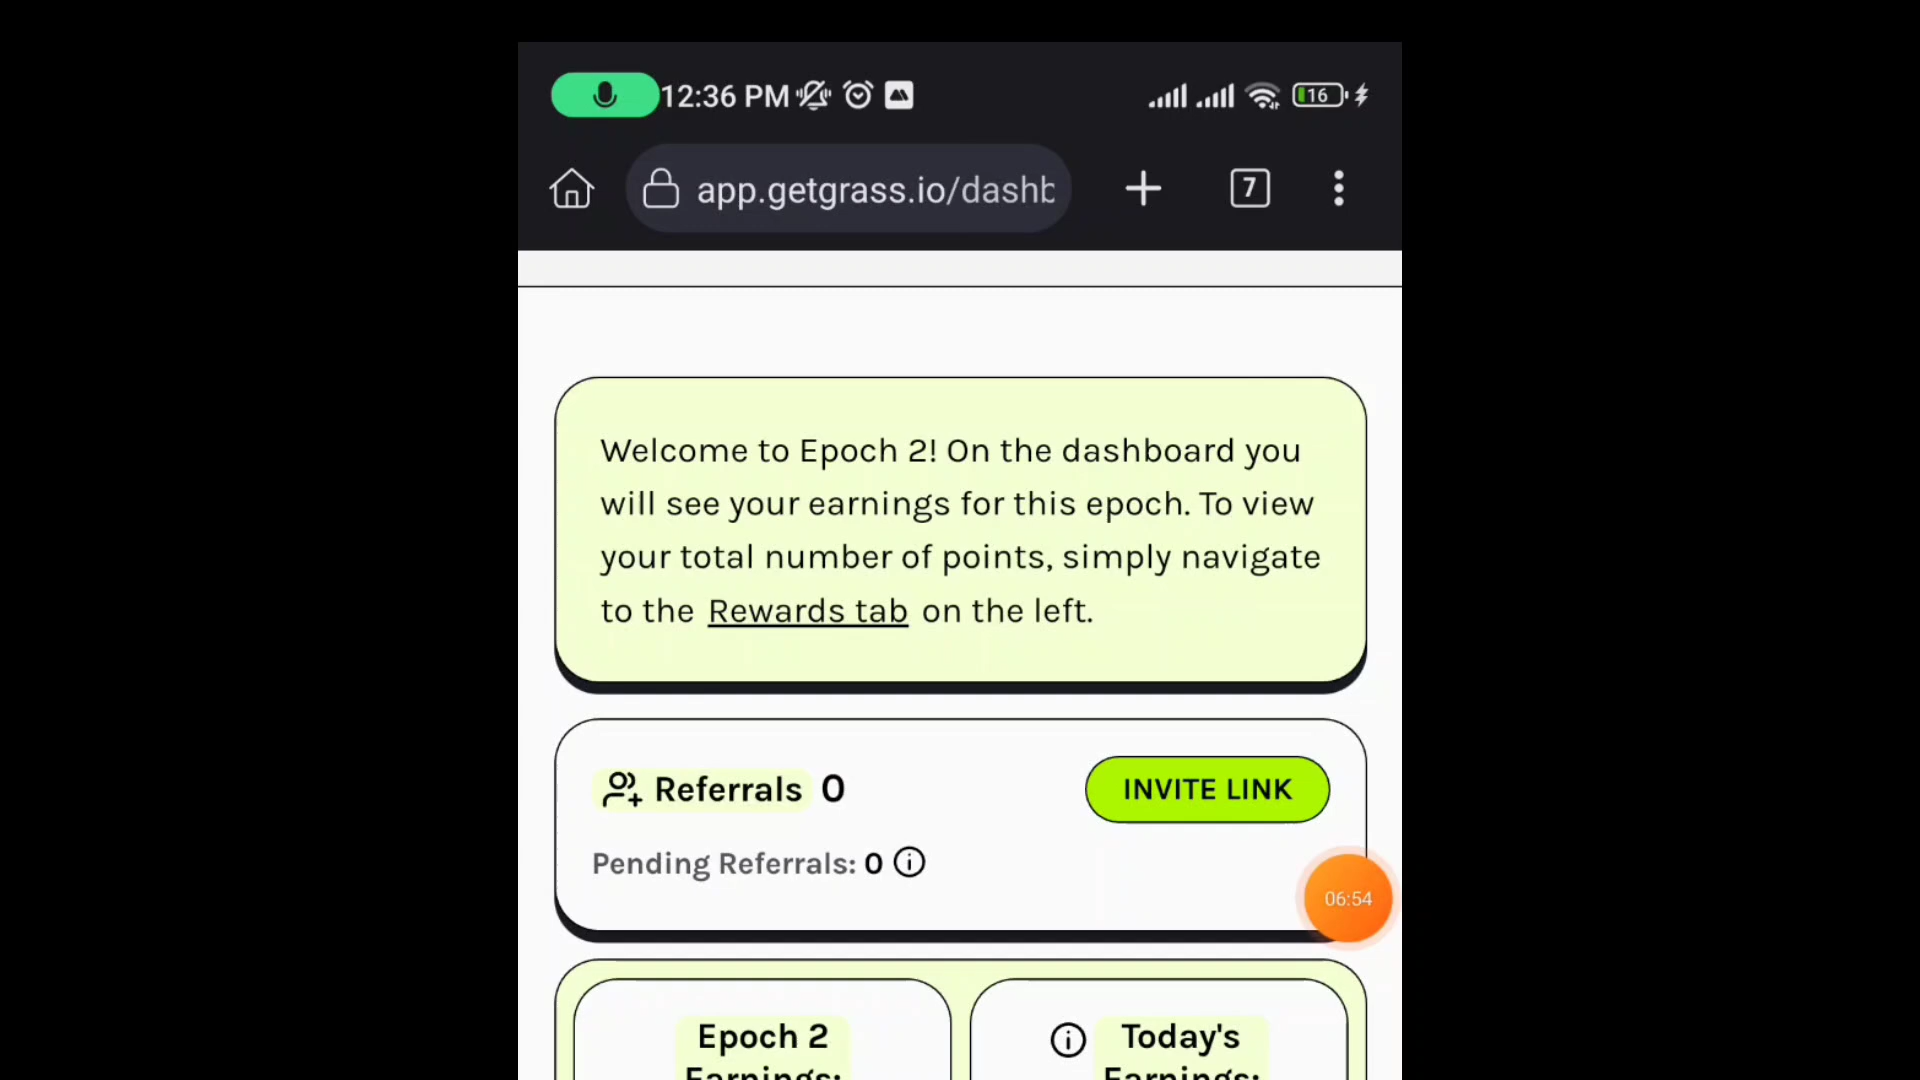 12:36 PM
16
app.getgrass.io/dashb
7
Welcome to Epoch 2! On the dashboard you
will see your earnings for this epoch. To view
your total number of points, simply navigate
to the Rewards tab on the left.
Referrals 0
INVITE LINK
Pending Referrals: 0
06:54
Epoch 2
Earnings:
Today's
Earnings: